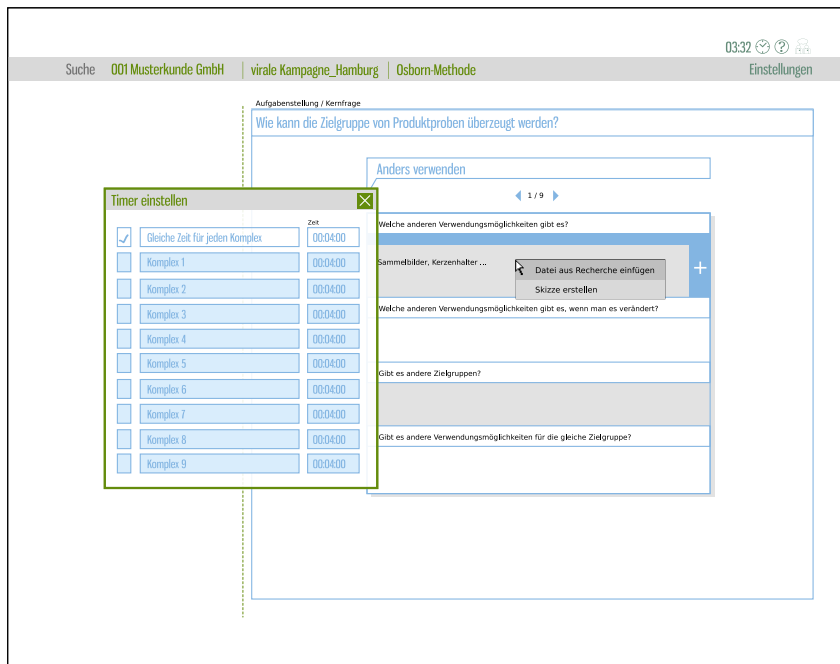 03:32
Suche 001 Musterkunde GmbH virale Kampagne_Hamburg Osborn-Methode Einstellungen
Aufgabenstellung / Kernfrage
Wie kann die Zielgruppe von Produktproben überzeugt werden?
Anders verwenden
1 / 9
Welche anderen Verwendungsmöglichkeiten gibt es?
Sammelbilder, Kerzenhalter ...
Datei aus Recherche einfügen
Skizze erstellen
Welche anderen Verwendungsmöglichkeiten gibt es, wenn man es verändert?
Gibt es andere Zielgruppen?
Gibt es andere Verwendungsmöglichkeiten für die gleiche Zielgruppe?
Timer einstellen
Zeit
Gleiche Zeit für jeden Komplex 00:04:00
Komplex 1 00:04:00
Komplex 2 00:04:00
Komplex 3 00:04:00
Komplex 4 00:04:00
Komplex 5 00:04:00
Komplex 6 00:04:00
Komplex 7 00:04:00
Komplex 8 00:04:00
Komplex 9 00:04:00